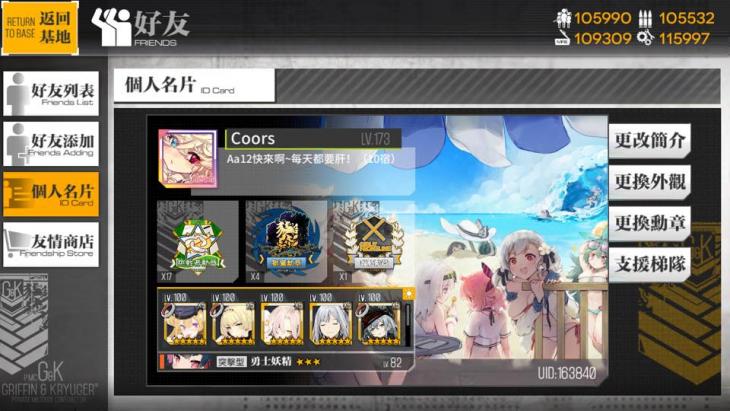 RETURN TO BASE
返回
基地
好友
FRIENDS
105990
105532
109309
115997
好友列表
Friends List
好友添加
Friends Adding
個人名片
ID Card
友情商店
Friendship Store
個人名片
ID Card
Coors
LV.173
Aa12快來啊~每天都要肝! (10宿)
X17
X4
X1
LV.100
LV.100
LV.100
LV.100
LV.100
突擊型 勇士妖精
LV.82
更改簡介
更換外觀
更換勳章
支援梯隊
UID:163840
G&K
GRIFFIN & KRYUGER
G&K